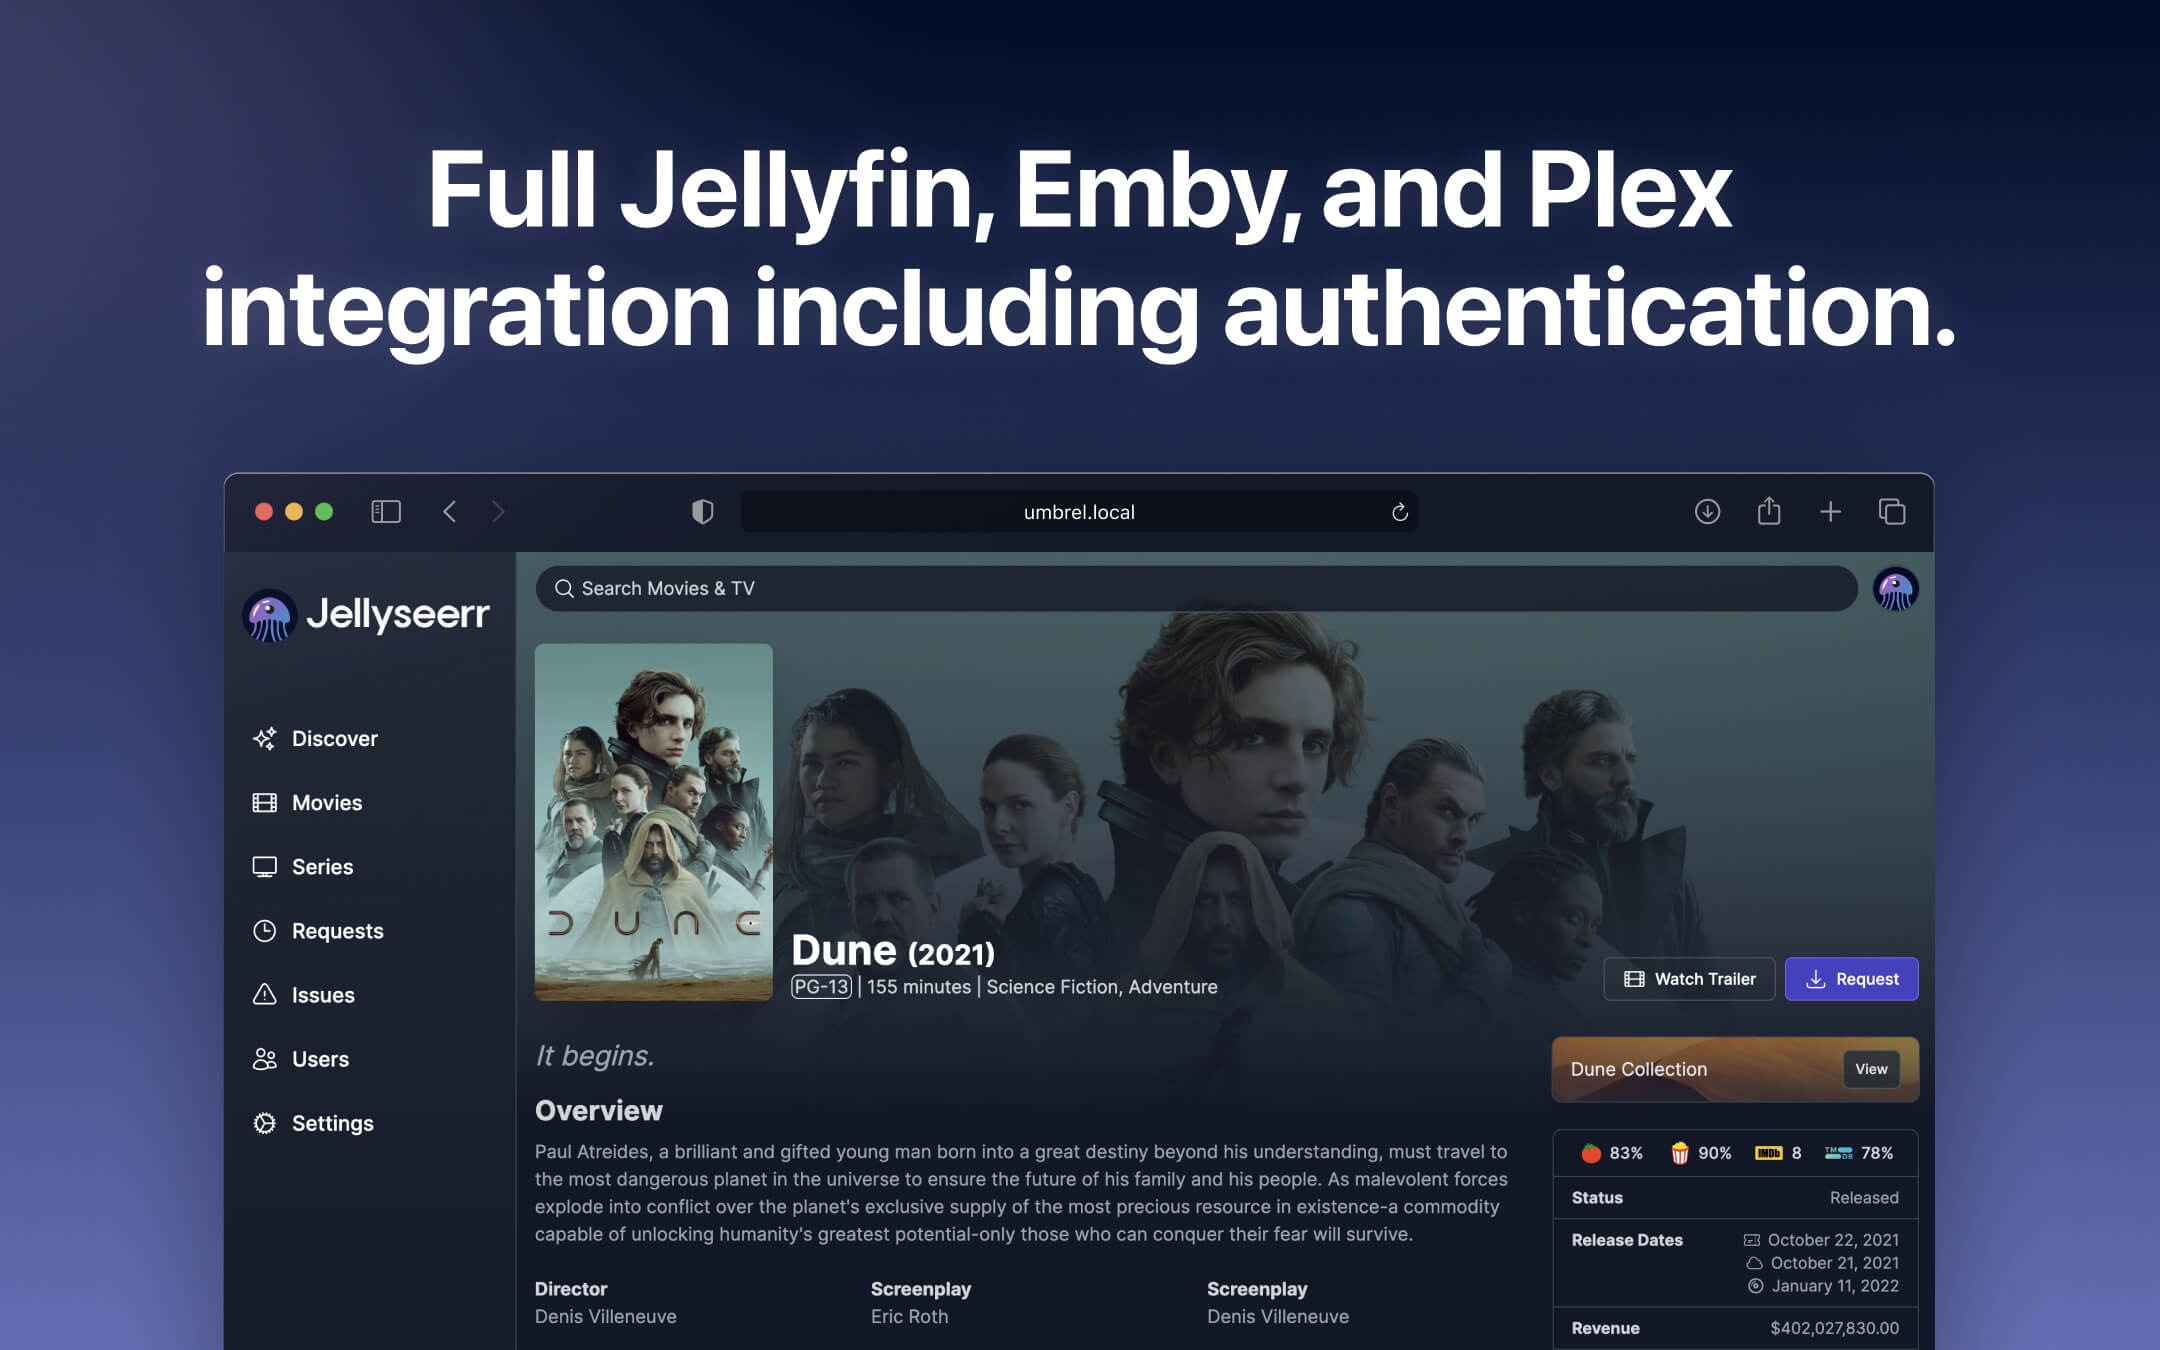 Full Jellyfin, Emby, and Plex
integration including authentication.
umbrel.local
Jellyseerr
Search Movies & TV
Discover
Movies
Series
Requests
Issues
Users
Settings
DUNE
Dune (2021)
PG-13 | 155 minutes | Science Fiction, Adventure
Watch Trailer
Request
It begins.
Overview
Paul Atreides, a brilliant and gifted young man born into a great destiny beyond his understanding, must travel to
the most dangerous planet in the universe to ensure the future of his family and his people. As malevolent forces
explode into conflict over the planet's exclusive supply of the most precious resource in existence-a commodity
capable of unlocking humanity's greatest potential-only those who can conquer their fear will survive.
Director
Denis Villeneuve
Screenplay
Eric Roth
Screenplay
Denis Villeneuve
Dune Collection
View
83% 90% IMDb 8 TMDB 78%
Status Released
Release Dates October 22, 2021
October 21, 2021
January 11, 2022
Revenue $402,027,830.00